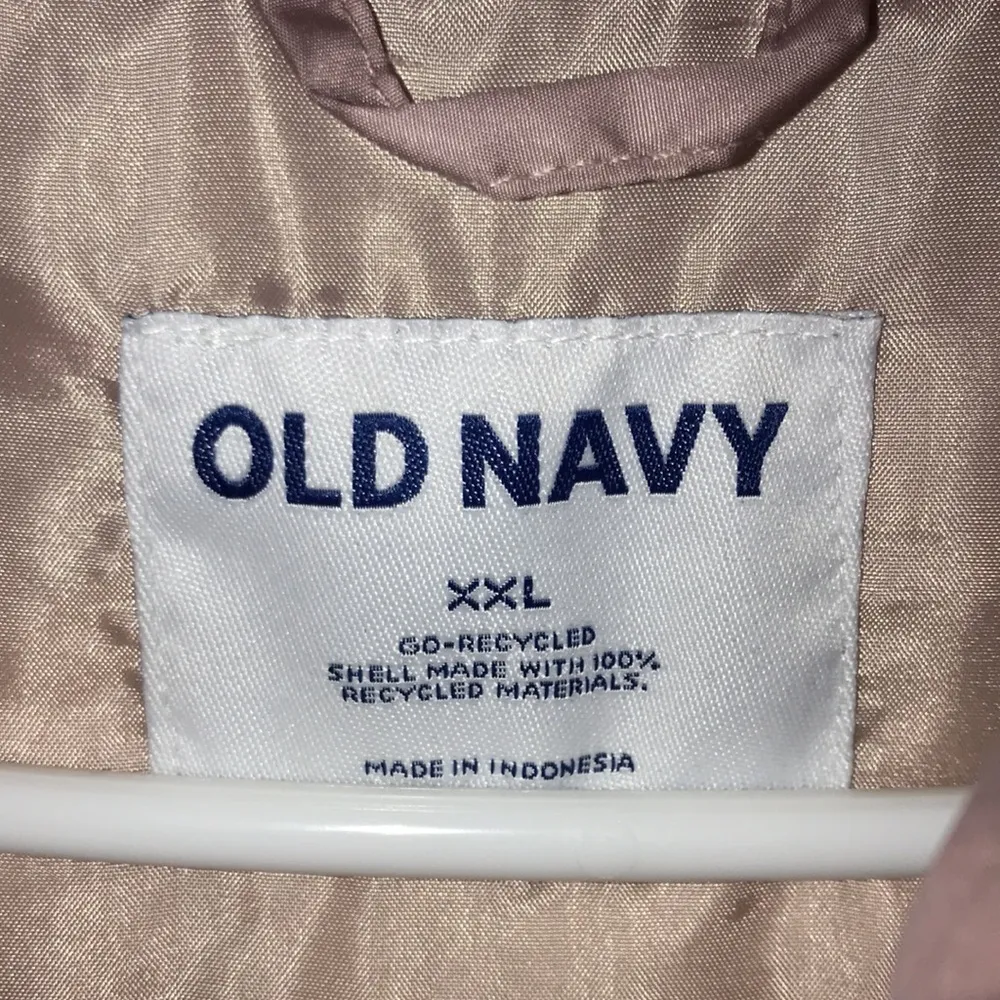 OLD NAVY
XXL
GO-RECYCLED
SHELL MADE WITH 100%
RECYCLED MATERIALS.
MADE IN INDONESIA